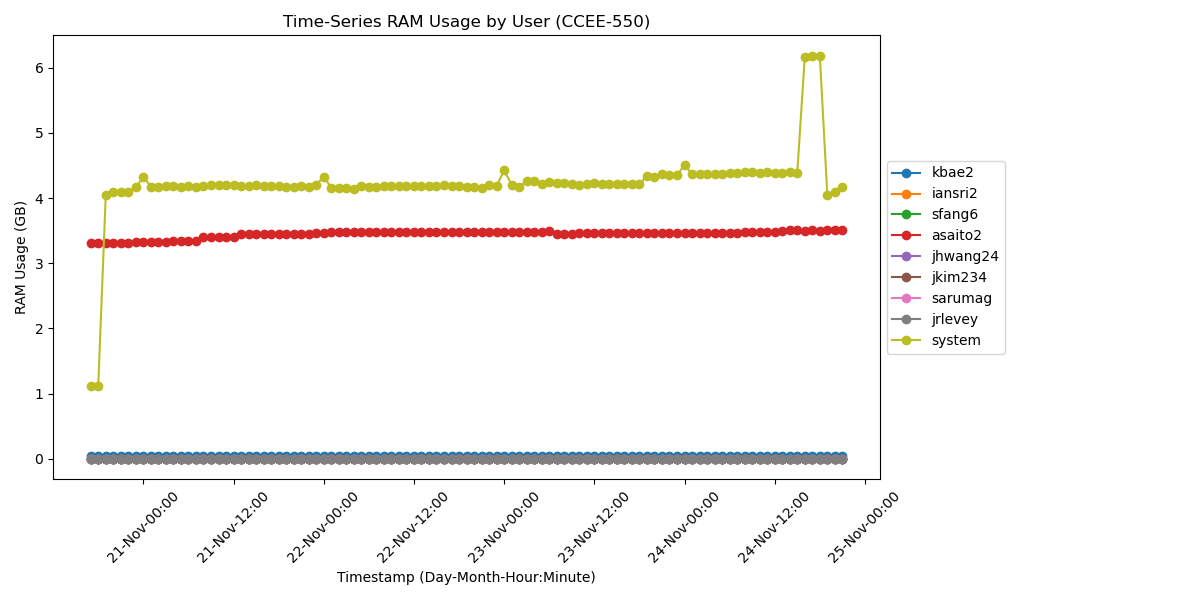 Time-Series RAM Usage by User (CCEE-550)
RAM Usage (GB)
6
5
4
3
2
1
0
21-Nov-00:00
21-Nov-12:00
22-Nov-00:00
22-Nov-12:00
23-Nov-00:00
23-Nov-12:00
24-Nov-00:00
24-Nov-12:00
25-Nov-00:00
Timestamp (Day-Month-Hour:Minute)
kbae2
iansri2
sfang6
asaito2
jhwang24
jkim234
sarumag
jrlevey
system